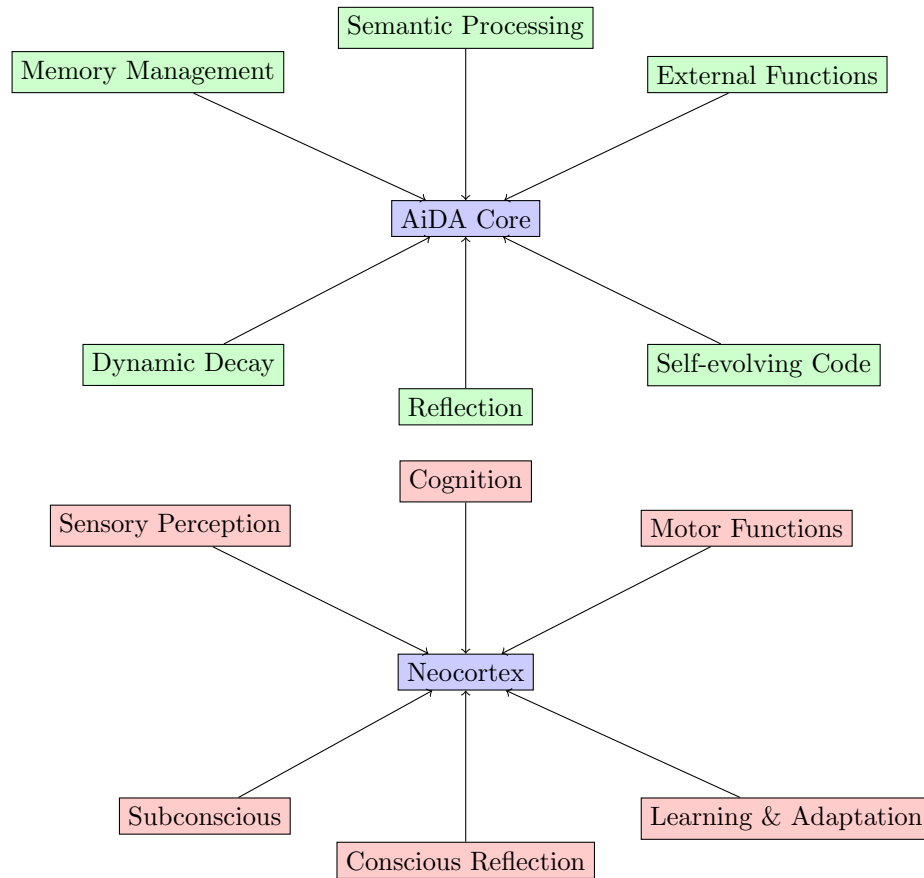 Semantic Processing
Memory Management
External Functions
AiDA Core
Dynamic Decay
Self-evolving Code
Reflection
Cognition
Sensory Perception
Motor Functions
Neocortex
Subconscious
Learning & Adaptation
Conscious Reflection